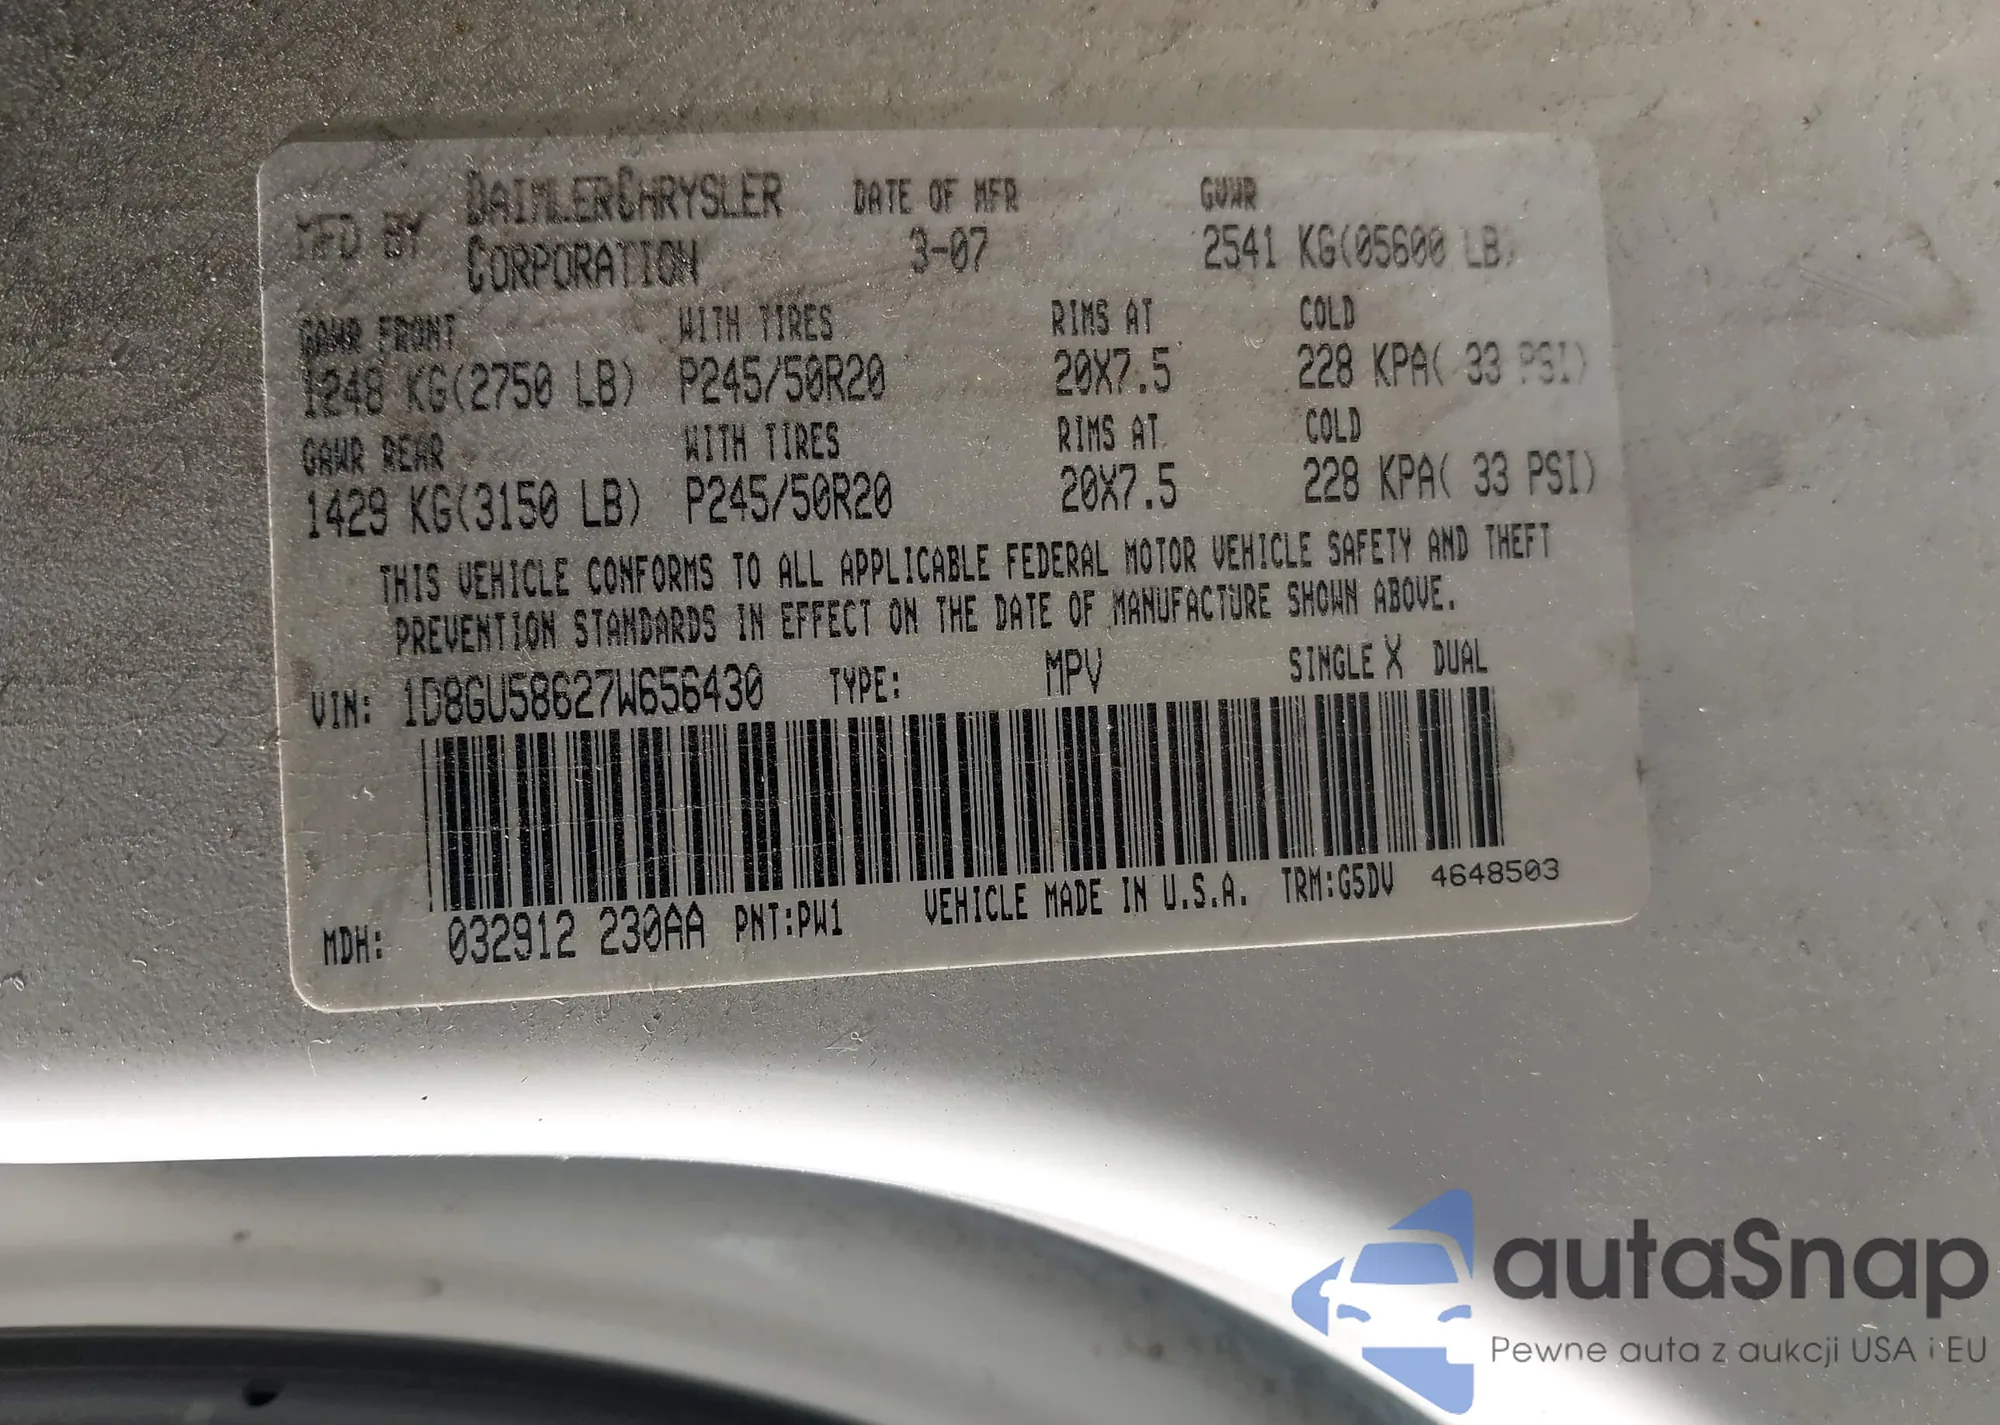 MFD BY DAIMLERCHRYSLER CORPORATION DATE OF MFR 3-07 GVWR 2541 KG(05600 LB)
GAWR FRONT WITH TIRES RIMS AT COLD
1248 KG(2750 LB) P245/50R20 20X7.5 228 KPA( 33 PSI)
GAWR REAR WITH TIRES RIMS AT COLD
1429 KG(3150 LB) P245/50R20 20X7.5 228 KPA( 33 PSI)
THIS VEHICLE CONFORMS TO ALL APPLICABLE FEDERAL MOTOR VEHICLE SAFETY AND THEFT
PREVENTION STANDARDS IN EFFECT ON THE DATE OF MANUFACTURE SHOWN ABOVE.
VIN: 1D8GU58627W656430 TYPE: MPV SINGLE X DUAL
MDH: 032912 230AA PNT:PW1 VEHICLE MADE IN U.S.A. TRM:G5DV 4648503
autaSnap
Pewne auta z aukcji USA i EU